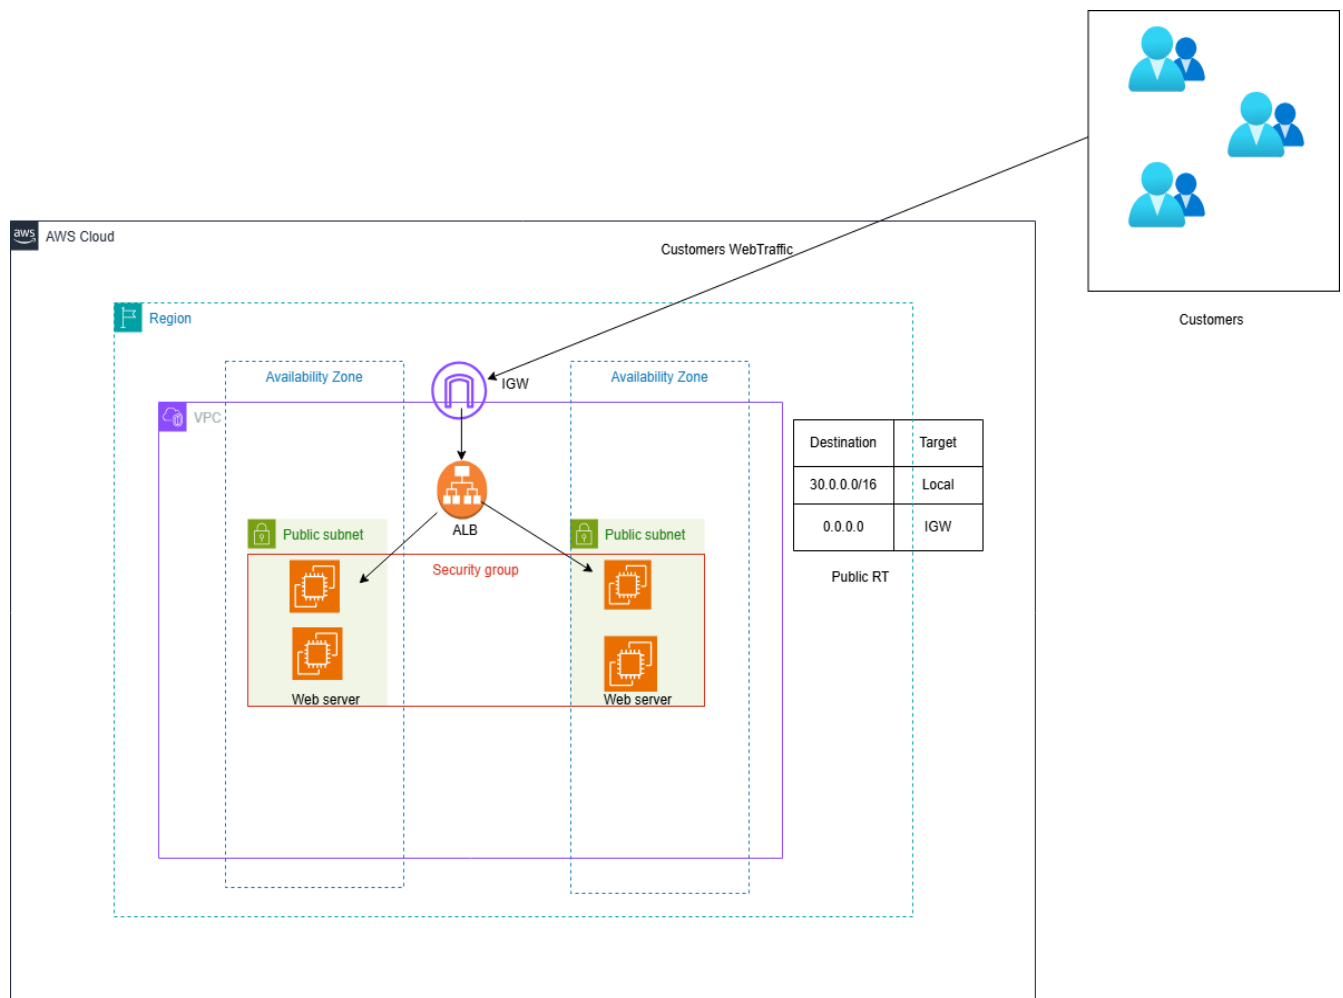 aws
AWS Cloud
Customers WebTraffic
Customers
Region
Availability Zone
IGW
Availability Zone
VPC
Destination Target
30.0.0.0/16 Local
0.0.0.0 IGW
Public RT
ALB
Public subnet
Public subnet
Security group
Web server
Web server